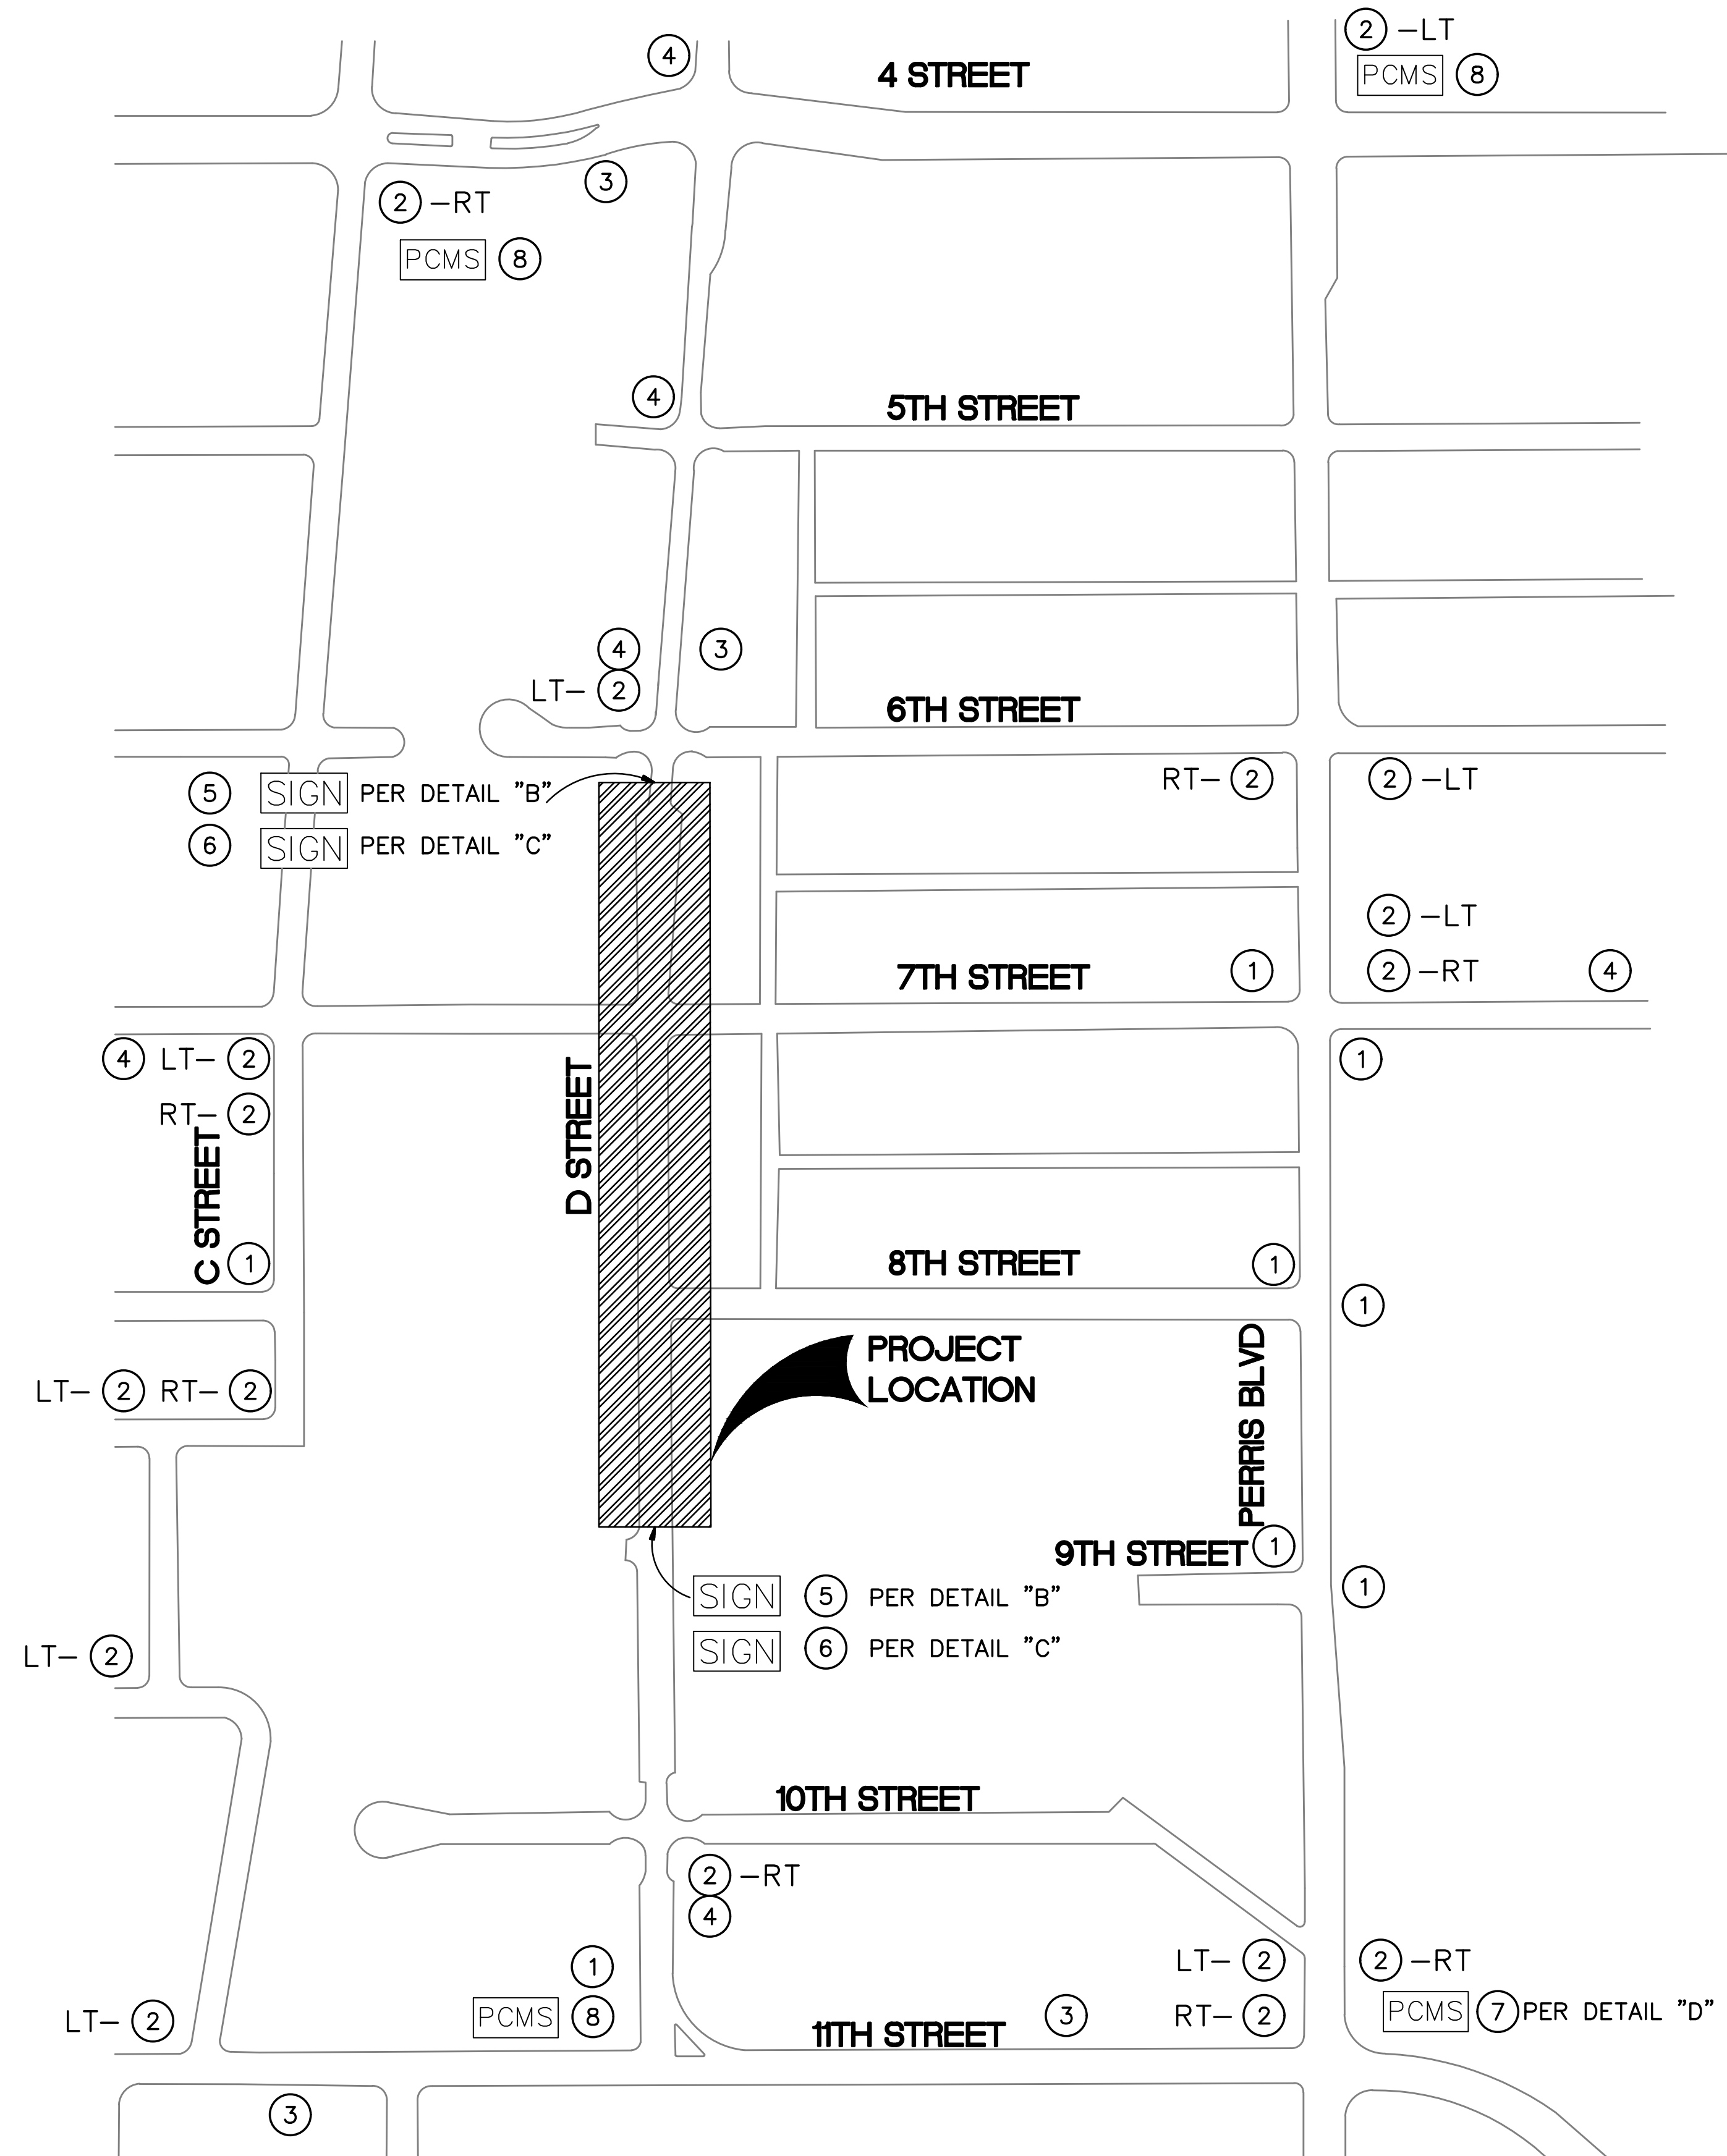 2 -LT
4
4 STREET
PCMS 8
3
2 -RT
PCMS 8
4
5TH STREET
4
3
LT- 2
6TH STREET
RT- 2
2 -LT
5 SIGN PER DETAIL "B"
6 SIGN PER DETAIL "C"
2 -LT
7TH STREET
1
2 -RT
4
4 LT- 2
1
RT- 2
D STREET
C STREET
1
8TH STREET
1
1
PROJECT
LOCATION
LT- 2 RT- 2
PERRIS BLVD
9TH STREET
1
1
SIGN 5 PER DETAIL "B"
SIGN 6 PER DETAIL "C"
LT- 2
10TH STREET
2 -RT
4
1
LT- 2
2 -RT
PCMS 8
3
RT- 2
PCMS 7 PER DETAIL "D"
LT- 2
11TH STREET
3